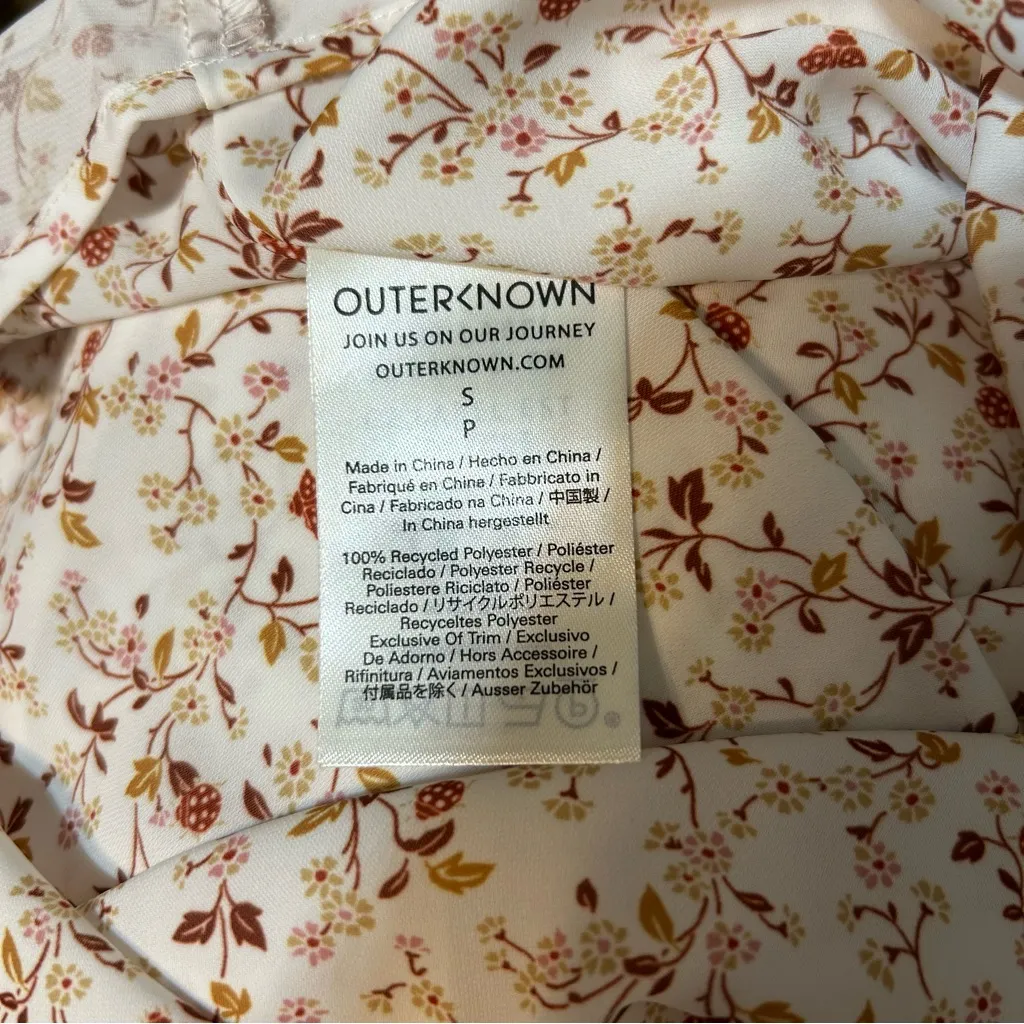 OUTERKNOWN
JOIN US ON OUR JOURNEY
OUTERKNOWN.COM
S
P
Made in China / Hecho en China /
Fabriqué en Chine / Fabbricato in
Cina / Fabricado na China / 中国製 /
In China hergestellt
100% Recycled Polyester / Poliéster
Reciclado / Polyester Recycle /
Poliestere Riciclato / Poliéster
Reciclado / リサイクルポリエステル /
Recyceltes Polyester
Exclusive Of Trim / Exclusivo
De Adorno / Hors Accessoire /
Rifinitura / Aviamentos Exclusivos /
付属品を除く / Ausser Zubehör